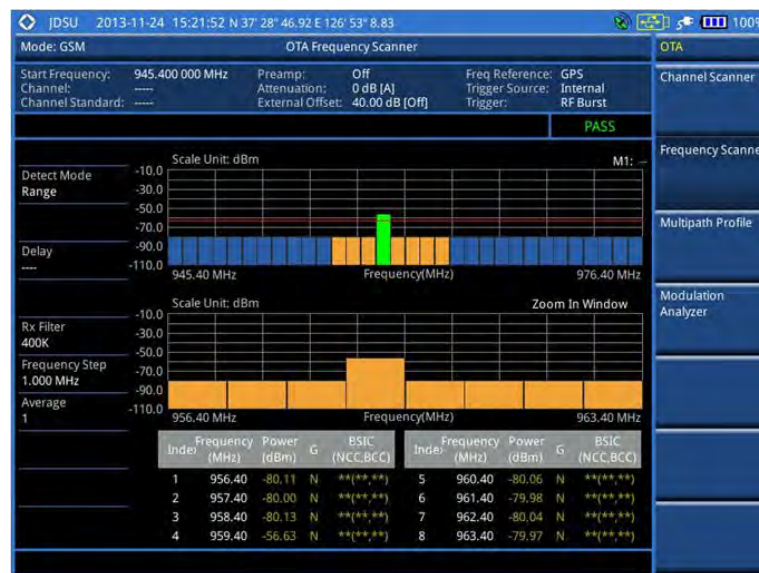 JDSU 2013-11-24 15:21:52 N 37' 28" 46.92 E 126' 53" 8.83 100%
Mode: GSM OTA Frequency Scanner OTA
Start Frequency: 945.400 000 MHz Preamp: Off Freq Reference: GPS
Channel: ----- Attenuation: 0 dB [A] Trigger Source: Internal
Channel Standard: ----- External Offset: 40.00 dB [Off] Trigger: RF Burst
Channel Scanner
PASS
Frequency Scanne
Scale Unit: dBm M1: --
Detect Mode
Range
-10.0
-30.0
-50.0
-70.0
-90.0
-110.0
Delay
----
945.40 MHz Frequency(MHz) 976.40 MHz
Multipath Profile
Modulation
Analyzer
Scale Unit: dBm Zoom In Window
-10.0
-30.0
-50.0
-70.0
-90.0
-110.0
Rx Filter
400K
Frequency Step
1.000 MHz
Average
1
956.40 MHz Frequency(MHz) 963.40 MHz
Index Frequency (MHz) Power (dBm) G BSIC (NCC,BCC) Index Frequency (MHz) Power (dBm) G BSIC (NCC,BCC)
1 956.40 -80.11 N **(**,**) 5 960.40 -80.06 N **(**,**)
2 957.40 -80.00 N **(**,**) 6 961.40 -79.98 N **(**,**)
3 958.40 -80.13 N **(**,**) 7 962.40 -80.04 N **(**,**)
4 959.40 -56.63 N **(**,**) 8 963.40 -79.97 N **(**,**)